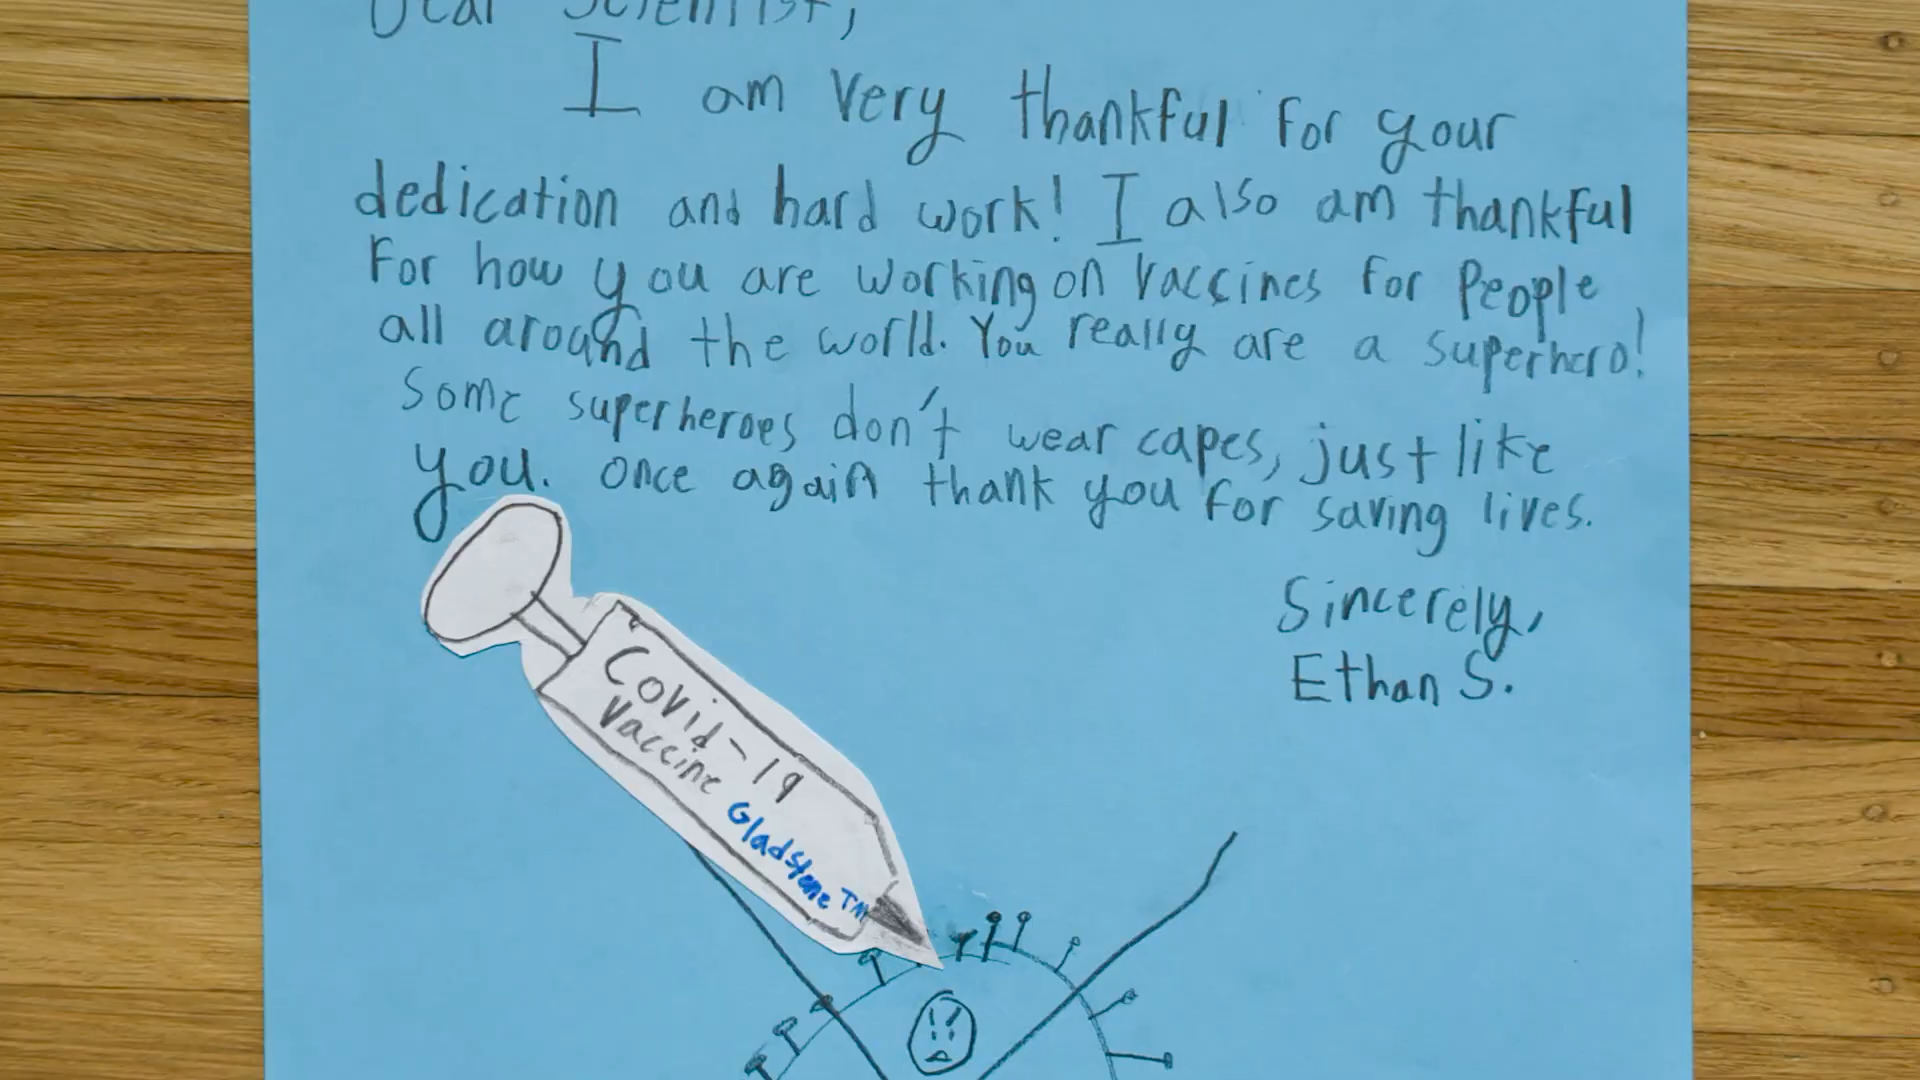 Dear Scientist,
I am very thankful for your
dedication and hard work! I also am thankful
For how you are working on vaccines for People
all around the world. You really are a superhero!
Some superheroes don't wear capes, just like
you. Once again thank you for saving lives.
Sincerely,
Ethan S.
Covid-19
Vaccine Gladstone TM